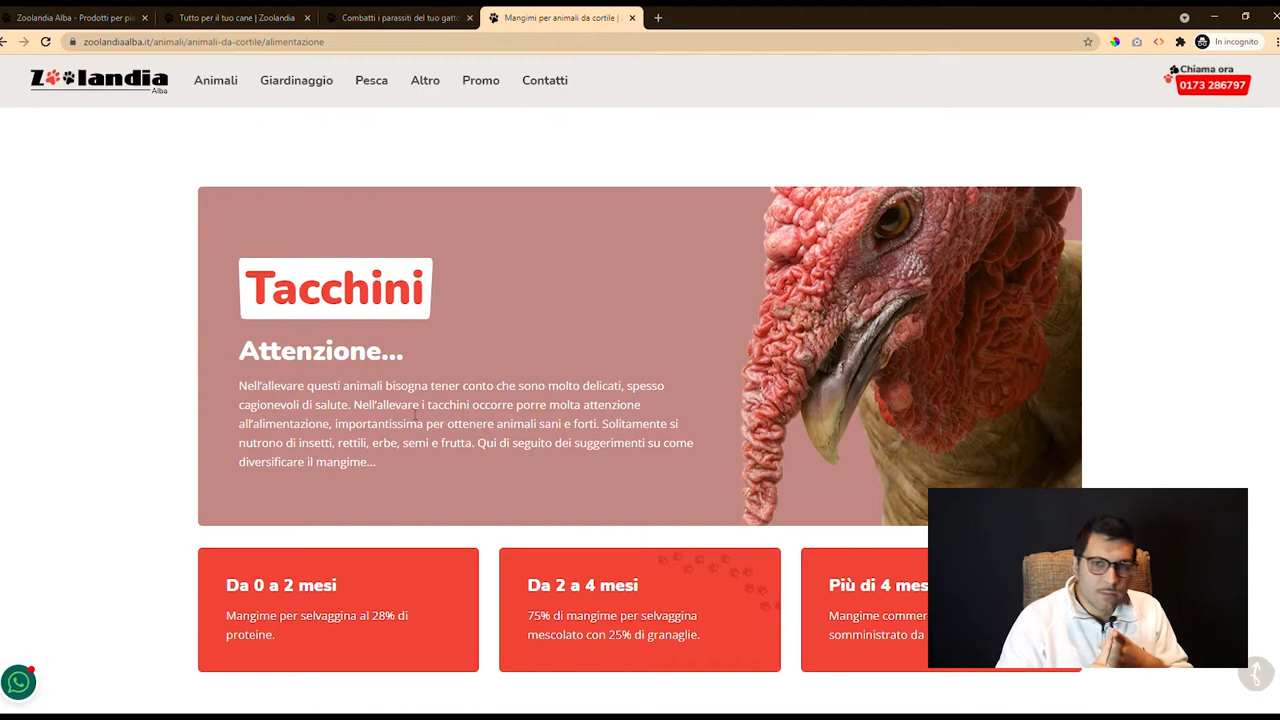 Zoolandia Alba - Prodotti per pia
Tutto per il tuo cane | Zoolandia
Combatti i parassiti del tuo gatto
Mangimi per animali da cortile |
zoolandiaalba.it/animali/animali-da-cortile/alimentazione
In incognito
Zoolandia
Alba
Animali
Giardinaggio
Pesca
Altro
Promo
Contatti
Chiama ora
0173 286797
Tacchini
Attenzione...
Nell'allevare questi animali bisogna tener conto che sono molto delicati, spesso
cagionevoli di salute. Nell'allevare i tacchini occorre porre molta attenzione
all'alimentazione, importantissima per ottenere animali sani e forti. Solitamente si
nutrono di insetti, rettili, erbe, semi e frutta. Qui di seguito dei suggerimenti su come
diversificare il mangime...
Da 0 a 2 mesi
Mangime per selvaggina al 28% di
proteine.
Da 2 a 4 mesi
75% di mangime per selvaggina
mescolato con 25% di granaglie.
Più di 4 mes
Mangime commer
somministrato da